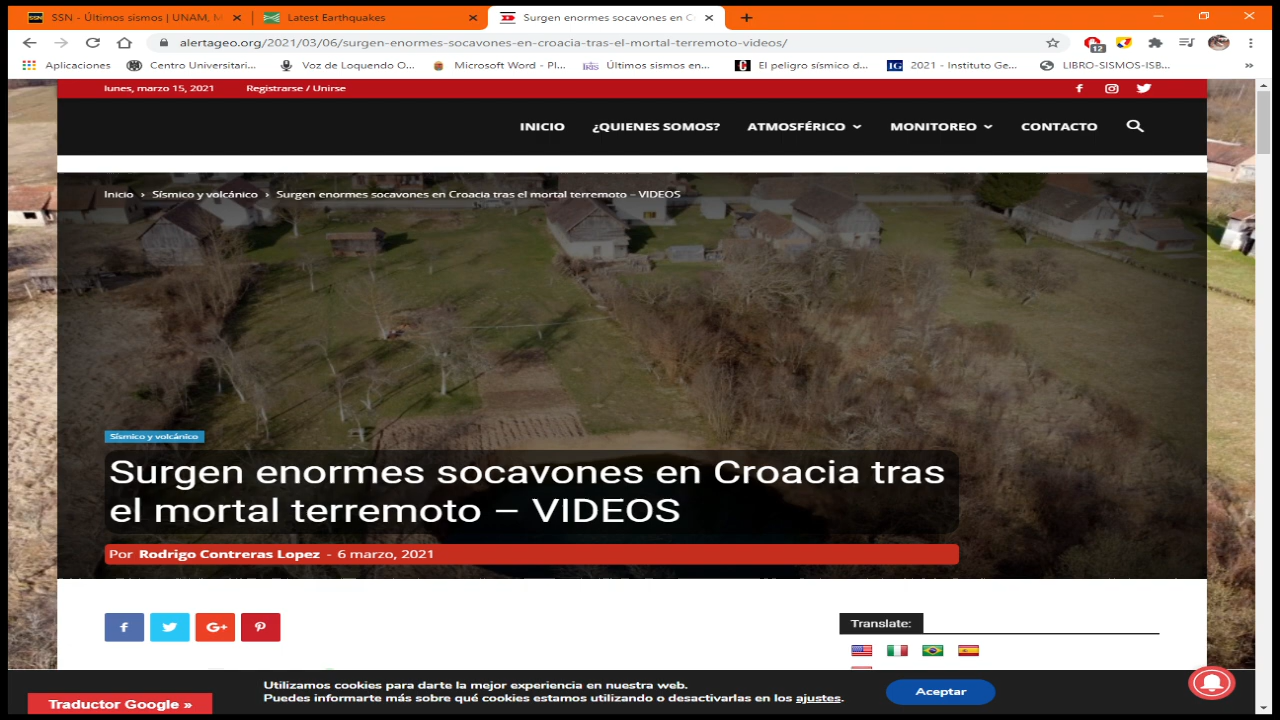 SSN - Últimos sismos | UNAM, M
Latest Earthquakes
Surgen enormes socavones en C
alertageo.org/2021/03/06/surgen-enormes-socavones-en-croacia-tras-el-mortal-terremoto-videos/
12
Aplicaciones
Centro Universitari...
Voz de Loquendo O...
Microsoft Word - Pl...
Últimos sismos en...
El peligro sísmico d...
2021 - Instituto Ge...
LIBRO-SISMOS-ISB...
»
lunes, marzo 15, 2021
Registrarse / Unirse
INICIO
¿QUIENES SOMOS?
ATMOSFÉRICO
MONITOREO
CONTACTO
Inicio › Sísmico y volcánico › Surgen enormes socavones en Croacia tras el mortal terremoto – VIDEOS
Sísmico y volcánico
Surgen enormes socavones en Croacia tras
el mortal terremoto – VIDEOS
Por Rodrigo Contreras Lopez - 6 marzo, 2021
Translate:
Utilizamos cookies para darte la mejor experiencia en nuestra web.
Puedes informarte más sobre qué cookies estamos utilizando o desactivarlas en los ajustes.
Aceptar
Traductor Google »